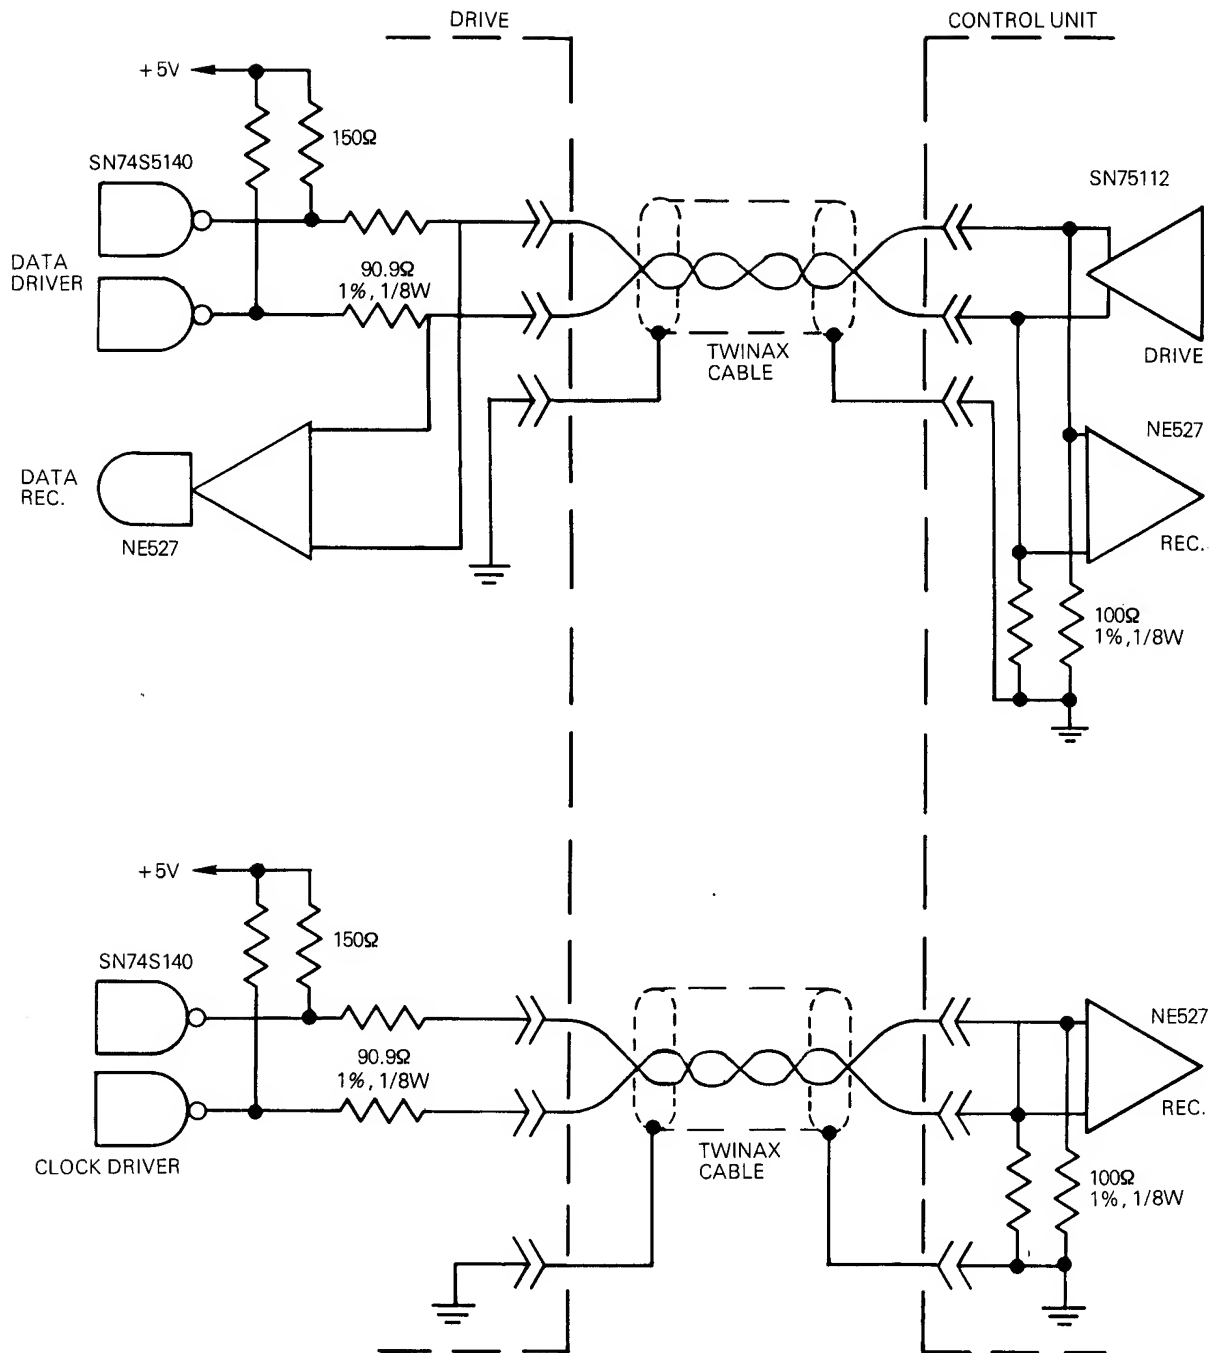 DRIVE
CONTROL UNIT
+5V
150Ω
SN74S5140
SN75112
DATA
DRIVER
90.9Ω
1%, 1/8W
TWINAX
CABLE
DRIVE
NE527
DATA
REC.
NE527
REC.
100Ω
1%, 1/8W
+5V
150Ω
SN74S140
NE527
90.9Ω
1%, 1/8W
REC.
CLOCK DRIVER
TWINAX
CABLE
100Ω
1%, 1/8W